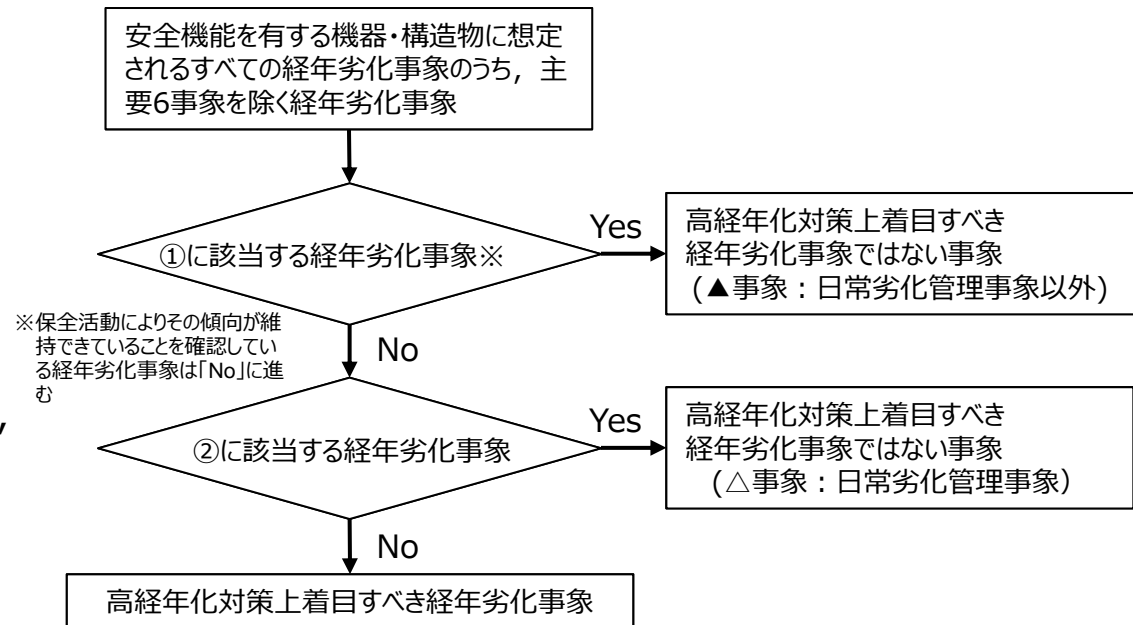 安全機能を有する機器・構造物に想定
されるすべての経年劣化事象のうち，主
要6事象を除く経年劣化事象
①に該当する経年劣化事象※
Yes
高経年化対策上着目すべき
経年劣化事象ではない事象
(▲事象：日常劣化管理事象以外)
※保全活動によりその傾向が維
持できていることを確認してい
る経年劣化事象は「No」に進
む
No
，
②に該当する経年劣化事象
Yes
高経年化対策上着目すべき
経年劣化事象ではない事象
(△事象：日常劣化管理事象）
No
高経年化対策上着目すべき経年劣化事象